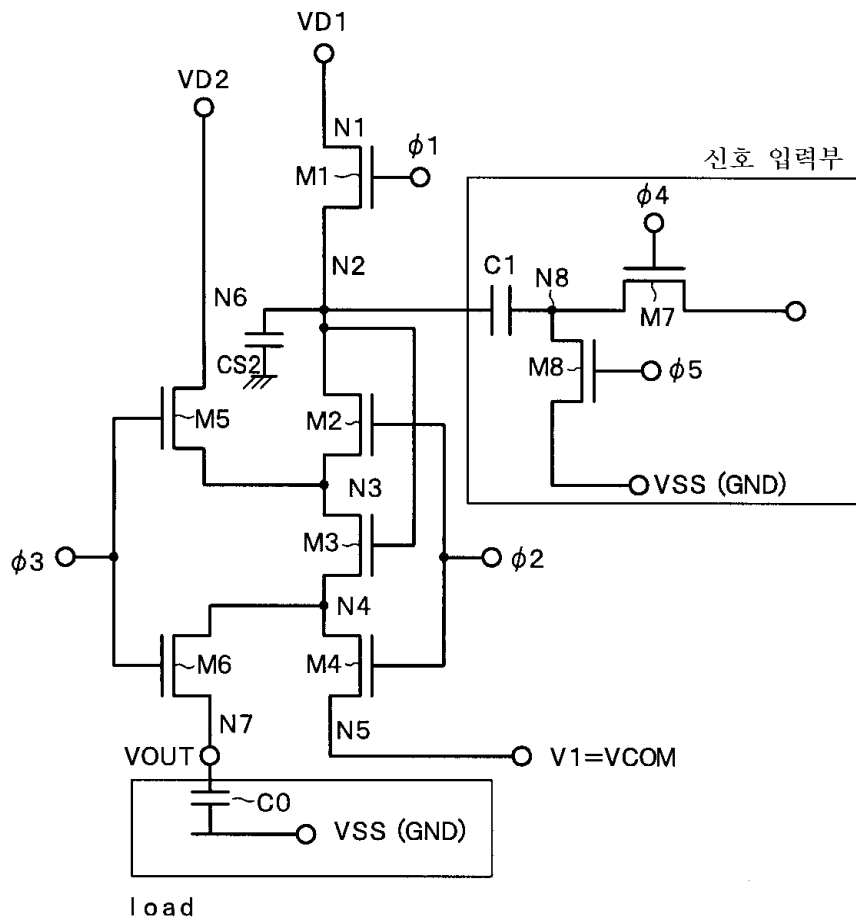 VD1
VD2
N1
φ1
M1
신호 입력부
φ4
N2
C1
N8
N6
M7
CS2
M8
φ5
M5
M2
N3
VSS (GND)
M3
φ3
φ2
N4
M6
M4
N7
N5
VOUT
V1=VCOM
C0
VSS (GND)
load